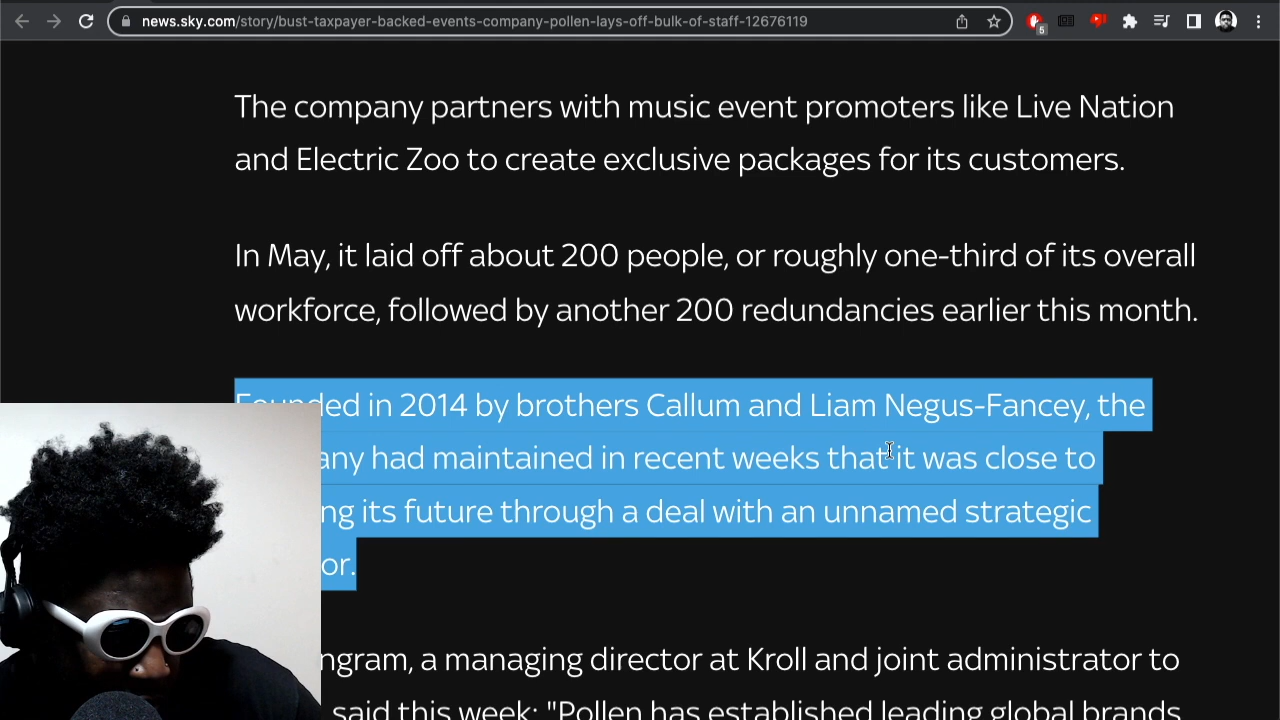 news.sky.com/story/bust-taxpayer-backed-events-company-pollen-lays-off-bulk-of-staff-12676119
5
The company partners with music event promoters like Live Nation
and Electric Zoo to create exclusive packages for its customers.
In May, it laid off about 200 people, or roughly one-third of its overall
workforce, followed by another 200 redundancies earlier this month.
Founded in 2014 by brothers Callum and Liam Negus-Fancey, the
any had maintained in recent weeks that it was close to
ng its future through a deal with an unnamed strategic
or.
ngram, a managing director at Kroll and joint administrator to
said this week: "Pollen has established leading global brands